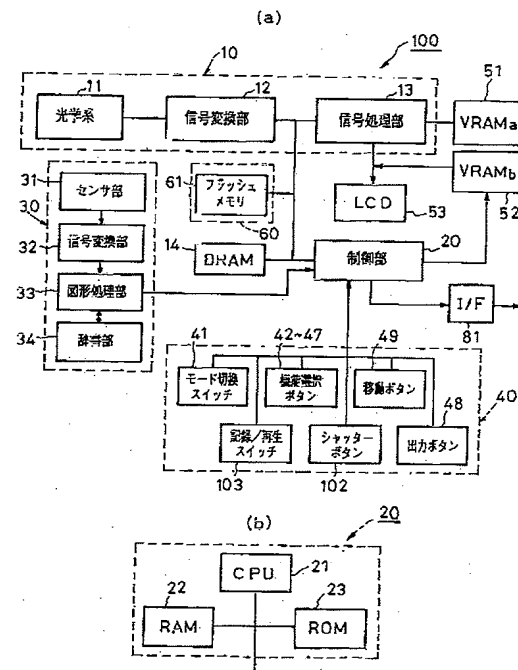 (a)
10
100
11
12
13
51
光学系
信号変換部
信号処理部
VRAMa
31
センサ部
61
フラッシュ
メモリ
60
LCD
53
VRAMb
52
30
32
信号変換部
14
DRAM
20
制御部
33
図形処理部
I/F
81
34
辞書部
41
42~47
49
モード切換
スイッチ
機能選択
ボタン
移動ボタン
40
48
記録/再生
スイッチ
シャッター
ボタン
出力ボタン
103
102
(b)
20
CPU
21
22
23
RAM
ROM